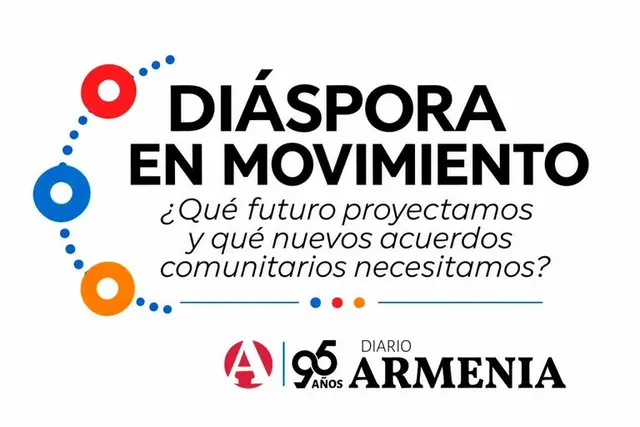 DIÁSPORA
EN MOVIMIENTO
¿Qué futuro proyectamos
y qué nuevos acuerdos
comunitarios necesitamos?
A
95
AÑOS
DIARIO
ARMENIA